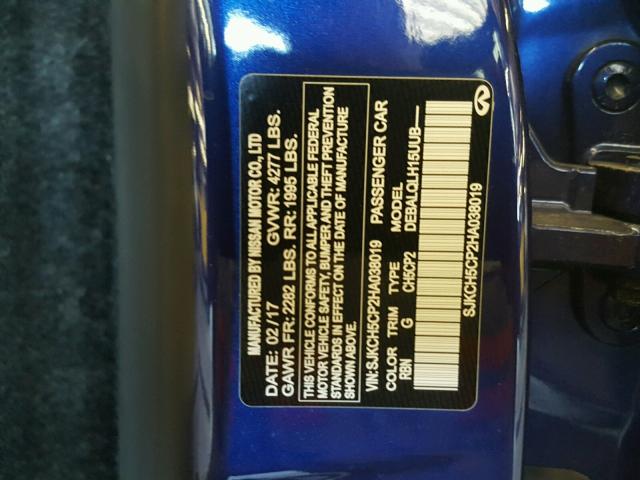 MANUFACTURED BY NISSAN MOTOR CO., LTD
DATE: 02/17 GVWR: 4277 LBS.
GAWR FR: 2282 LBS. RR: 1995 LBS.
THIS VEHICLE CONFORMS TO ALL APPLICABLE FEDERAL
MOTOR VEHICLE SAFETY, BUMPER AND THEFT PREVENTION
STANDARDS IN EFFECT ON THE DATE OF MANUFACTURE
SHOWN ABOVE.
VIN:SJKCH5CP2HA038019 PASSENGER CAR
COLOR TRIM TYPE MODEL
RBN G CH5CP2 DEBALQLH15UUB-----
SJKCH5CP2HA038019